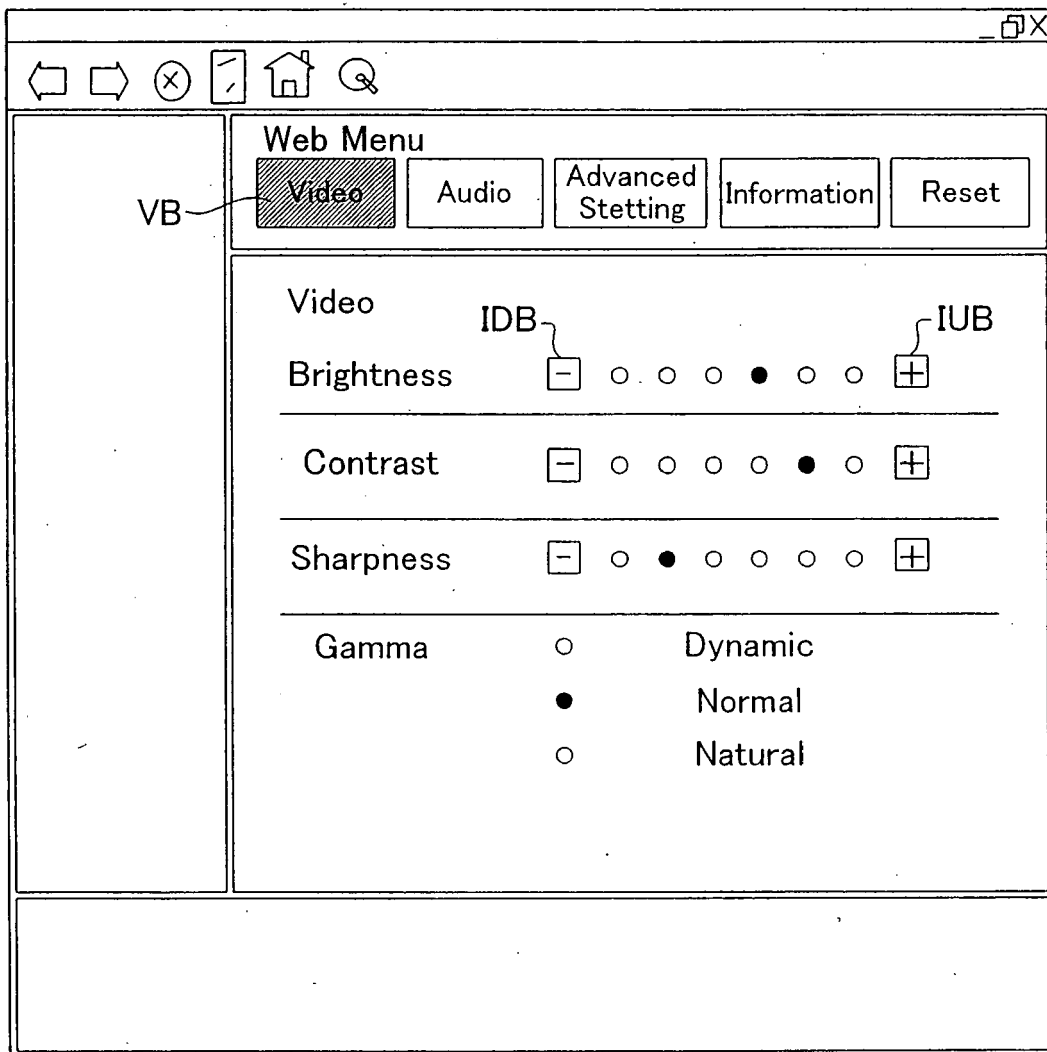 Web Menu
Video Audio Advanced Stetting Information Reset
VB
Video
IDB IUB
Brightness - +
Contrast - +
Sharpness - +
Gamma Dynamic
Normal
Natural